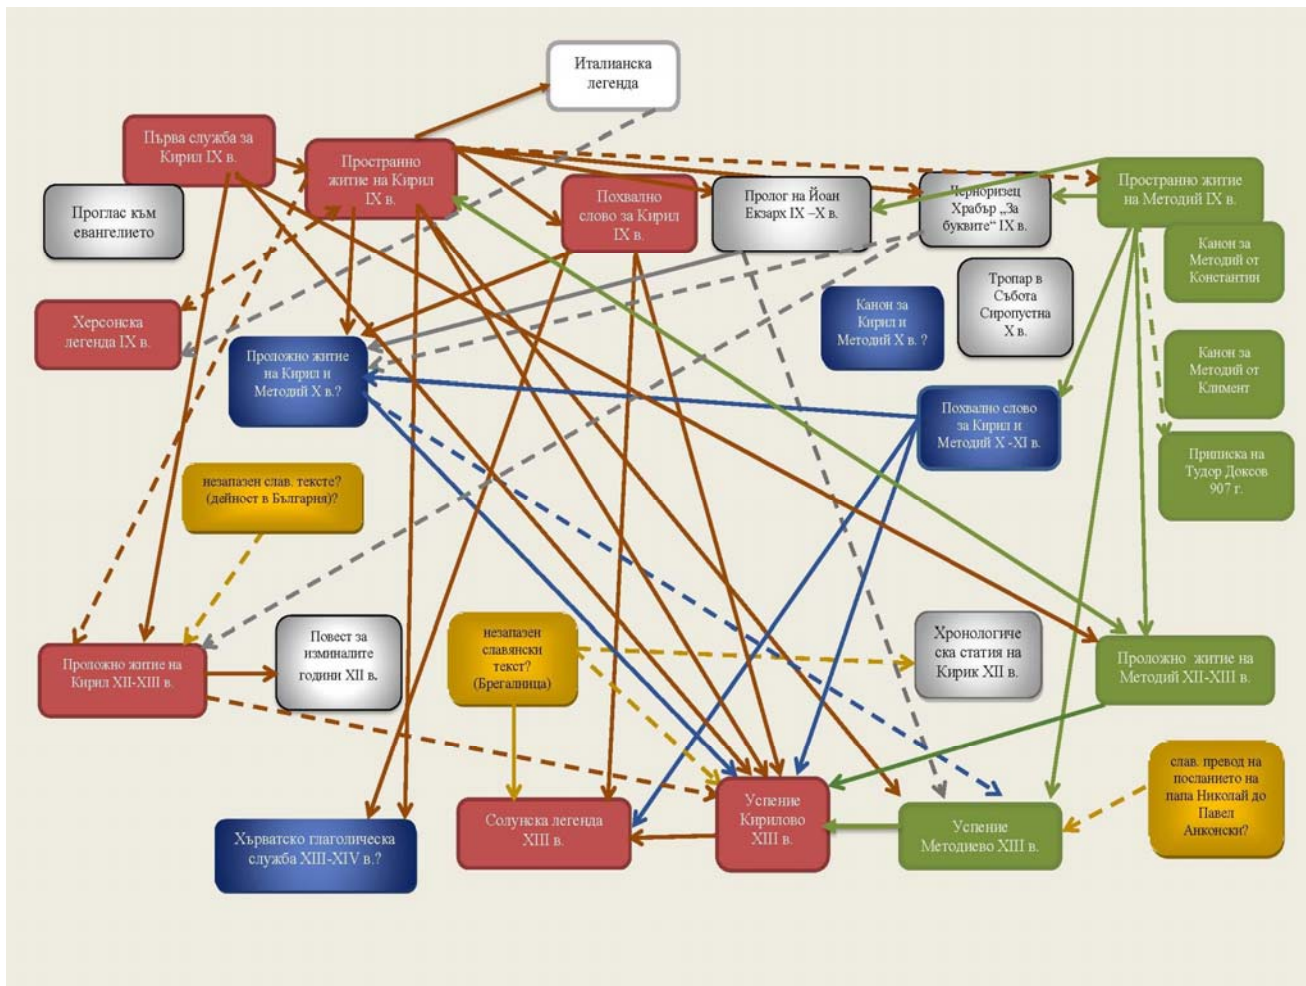 Италианска
легенда
Първа служба за
Кирил IX в.
Пространно
житие на Кирил
IX в.
Проглас към
евангелието
Похвално
слово за Кирил
IX в.
Пролог на Йоан
Екзарх IX –X в.
Черноризец
Храбър „За
буквите“ IX в.
Пространно житие
на Методий IX в.
Канон за
Методий от
Константин
Тропар в
Събота
Сиропустна
X в.
Канон за
Кирил и
Методий X в. ?
Херсонска
легенда IX в.
Проложно житие
на Кирил и
Методий X в.?
Канон за
Методий от
Климент
Похвално слово
за Кирил и
Методий X -XI в.
Приписка на
Тудор Доксов
907 г.
незапазен слав. тексте?
(дейност в България)?
Проложно житие на
Кирил XII-XIII в.
Повест за
изминалите
години XII в.
незапазен
славянски
текст?
(Брегалница)
Хронологиче
ска статия на
Кирик XII в.
Проложно житие на
Методий XII-XIII в.
слав. превод на
посланието на
папа Николай до
Павел
Анконски?
Хърватско глаголическа
служба XIII-XIV в.?
Солунска легенда
XIII в.
Успение
Кирилово
XIII в.
Успение
Методиево XIII в.